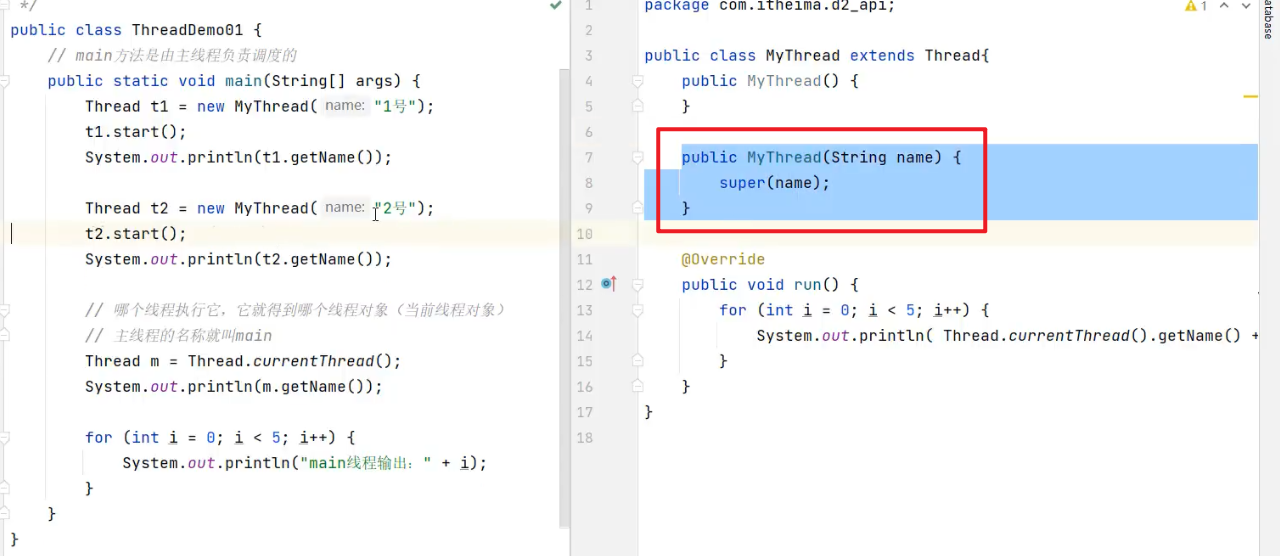 */
public class ThreadDemo01 {
// main方法是由主线程负责调度的
public static void main(String[] args) {
Thread t1 = new MyThread( name: "1号");
t1.start();
System.out.println(t1.getName());
Thread t2 = new MyThread( name: "2号");
t2.start();
System.out.println(t2.getName());
// 哪个线程执行它，它就得到哪个线程对象（当前线程对象）
// 主线程的名称就叫main
Thread m = Thread.currentThread();
System.out.println(m.getName());
for (int i = 0; i < 5; i++) {
System.out.println("main线程输出：" + i);
}
}
}
1 package com.itheima.d2_api;
2
3 public class MyThread extends Thread{
4 public MyThread() {
5 }
6
7 public MyThread(String name) {
8 super(name);
9 }
10
11 @Override
12 public void run() {
13 for (int i = 0; i < 5; i++) {
14 System.out.println( Thread.currentThread().getName() +
15 }
16 }
17 }
18
1
atabase